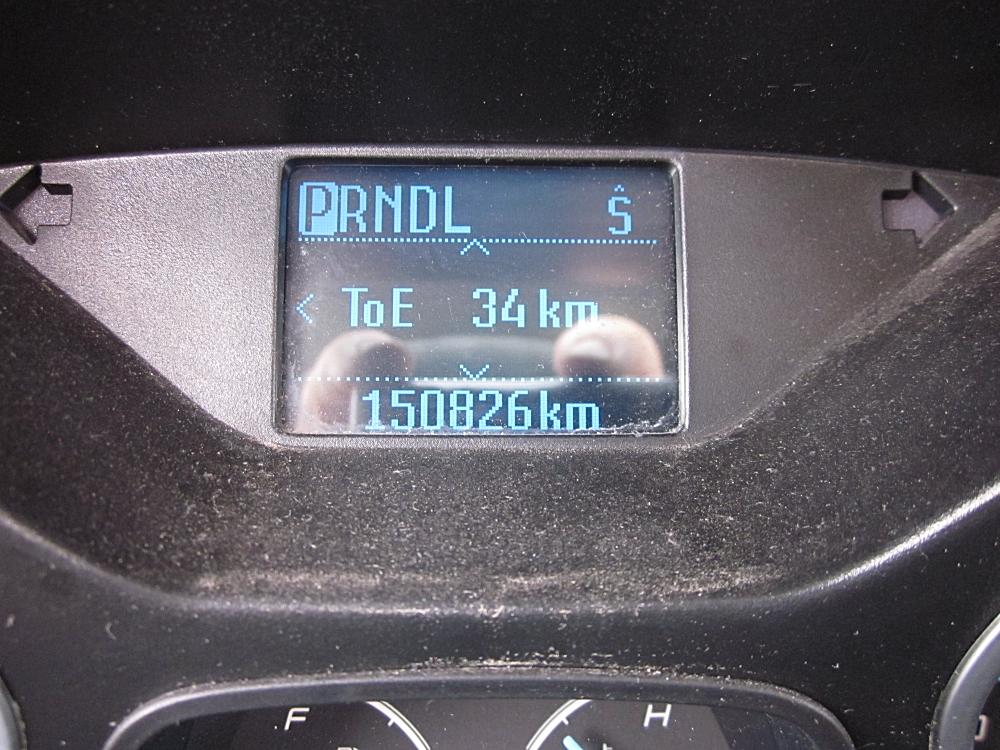 PRNDL Ŝ
< ToE 34 km
150826km
F H